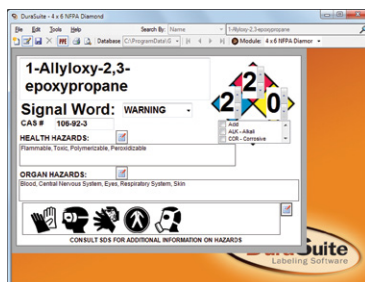 DuraSuite - 4 x 6 NFPA Diamond
File Edit Tools Help Search By: Name 1-Allyloxy-2,3-epoxypropane
Database C:\ProgramData\D Module: 4 x 6 NFPA Diamor
1-Allyloxy-2,3-
epoxypropane
2
2 0
Signal Word: WARNING
CAS # 106-92-3
Acid
ALK - Alkali
COR - Corrosive
HEALTH HAZARDS:
Flammable, Toxic, Polymerizable, Peroxidizable
ORGAN HAZARDS:
Blood, Central Nervous System, Eyes, Respiratory System, Skin
CONSULT SDS FOR ADDITIONAL INFORMATION ON HAZARDS
DuraSuite
Labeling Software